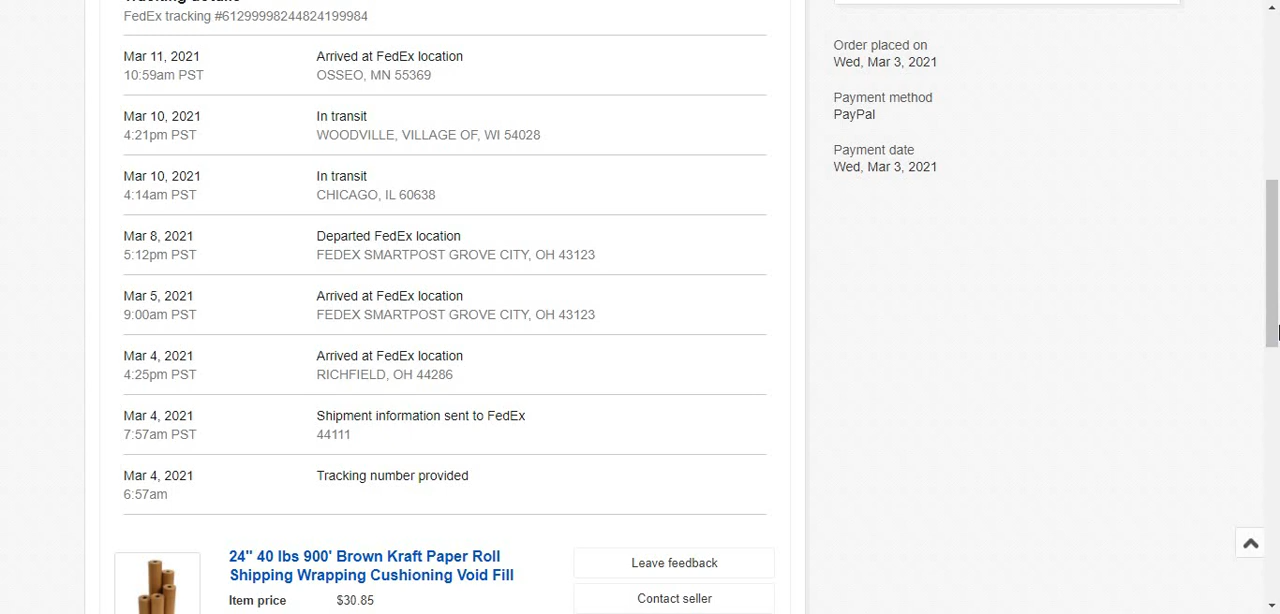 FedEx tracking #61299998244824199984
Mar 11, 2021
Arrived at FedEx location
10:59am PST
OSSEO, MN 55369
Mar 10, 2021
In transit
4:21pm PST
WOODVILLE, VILLAGE OF, WI 54028
Mar 10, 2021
In transit
4:14am PST
CHICAGO, IL 60638
Mar 8, 2021
Departed FedEx location
5:12pm PST
FEDEX SMARTPOST GROVE CITY, OH 43123
Mar 5, 2021
Arrived at FedEx location
9:00am PST
FEDEX SMARTPOST GROVE CITY, OH 43123
Mar 4, 2021
Arrived at FedEx location
4:25pm PST
RICHFIELD, OH 44286
Mar 4, 2021
Shipment information sent to FedEx
7:57am PST
44111
Mar 4, 2021
Tracking number provided
6:57am
24" 40 lbs 900' Brown Kraft Paper Roll
Shipping Wrapping Cushioning Void Fill
Item price $30.85
Leave feedback
Contact seller
Order placed on
Wed, Mar 3, 2021
Payment method
PayPal
Payment date
Wed, Mar 3, 2021